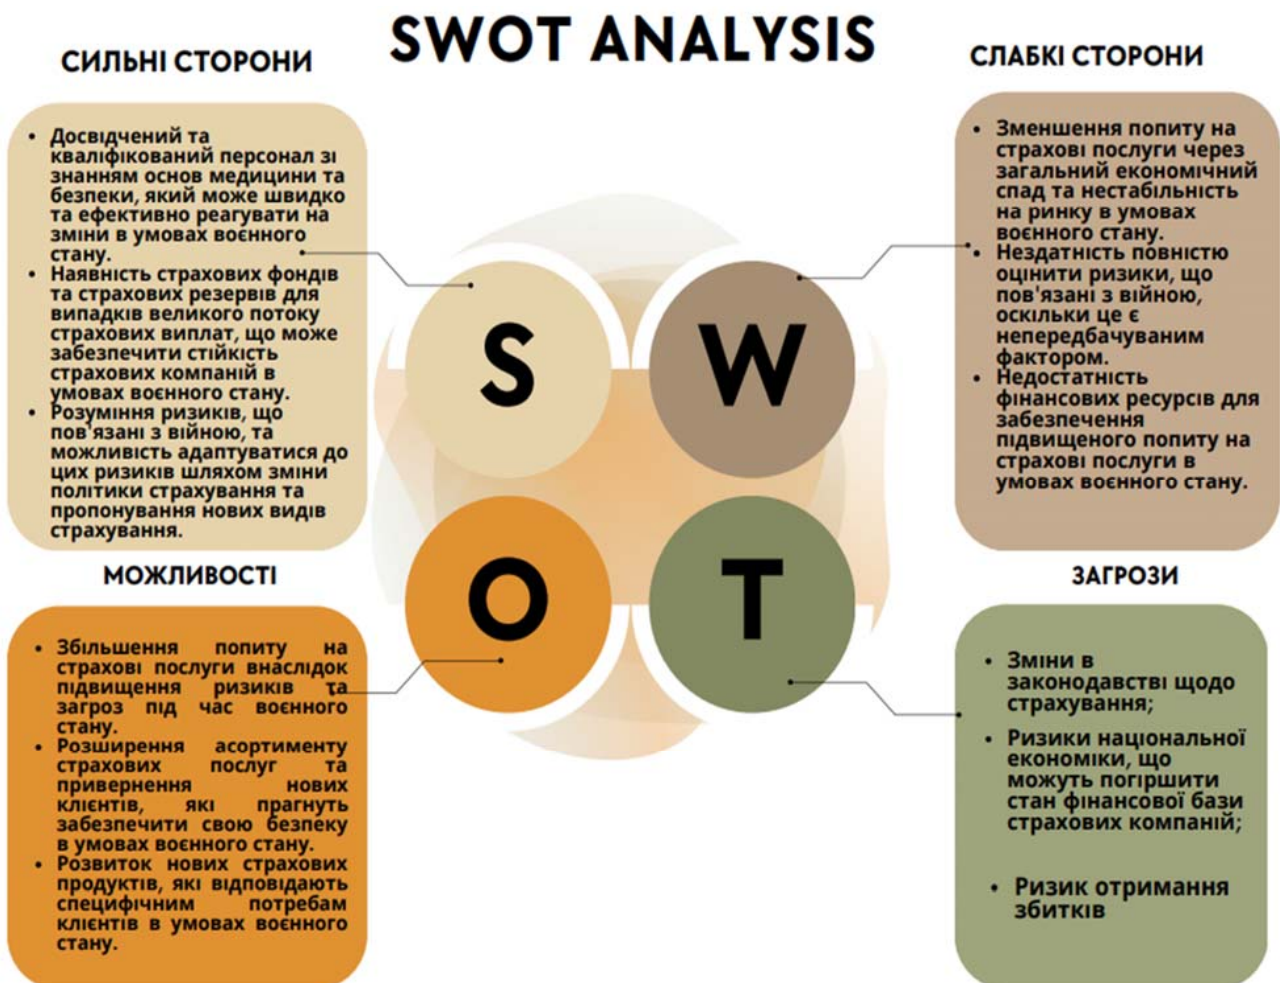 SWOT ANALYSIS
СИЛЬНІ СТОРОНИ
• Досвідчений та
кваліфікований персонал зі
знанням основ медицини та
безпеки, який може швидко
та ефективно реагувати на
зміни в умовах воєнного
стану.
• Наявність страхових фондів
та страхових резервів для
випадків великого потоку
страхових виплат, що може
забезпечити стійкість
страхових компаній в
умовах воєнного стану.
• Розуміння ризиків, що
пов'язані з війною, та
можливість адаптуватися до
цих ризиків шляхом зміни
політики страхування та
пропонування нових видів
страхування.
СЛАБКІ СТОРОНИ
• Зменшення попиту на
страхові послуги через
загальний економічний
спад та нестабільність
на ринку в умовах
воєнного стану.
• Нездатність повністю
оцінити ризики, що
пов'язані з війною,
оскільки це є
непередбачуваним
фактором.
• Недостатність
фінансових ресурсів для
забезпечення
підвищеного попиту на
страхові послуги в
умовах воєнного стану.
S
W
O
T
МОЖЛИВОСТІ
• Збільшення попиту на
страхові послуги внаслідок
підвищення ризиків та
загроз під час воєнного
стану.
• Розширення асортименту
страхових послуг та
привернення нових
клієнтів, які прагнуть
забезпечити свою безпеку
в умовах воєнного стану.
• Розвиток нових страхових
продуктів, які відповідають
специфічним потребам
клієнтів в умовах воєнного
стану.
ЗАГРОЗИ
• Зміни в
законодавстві щодо
страхування;
• Ризики національної
економіки, що
можуть погіршити
стан фінансової бази
страхових компаній;
• Ризик отримання
збитків